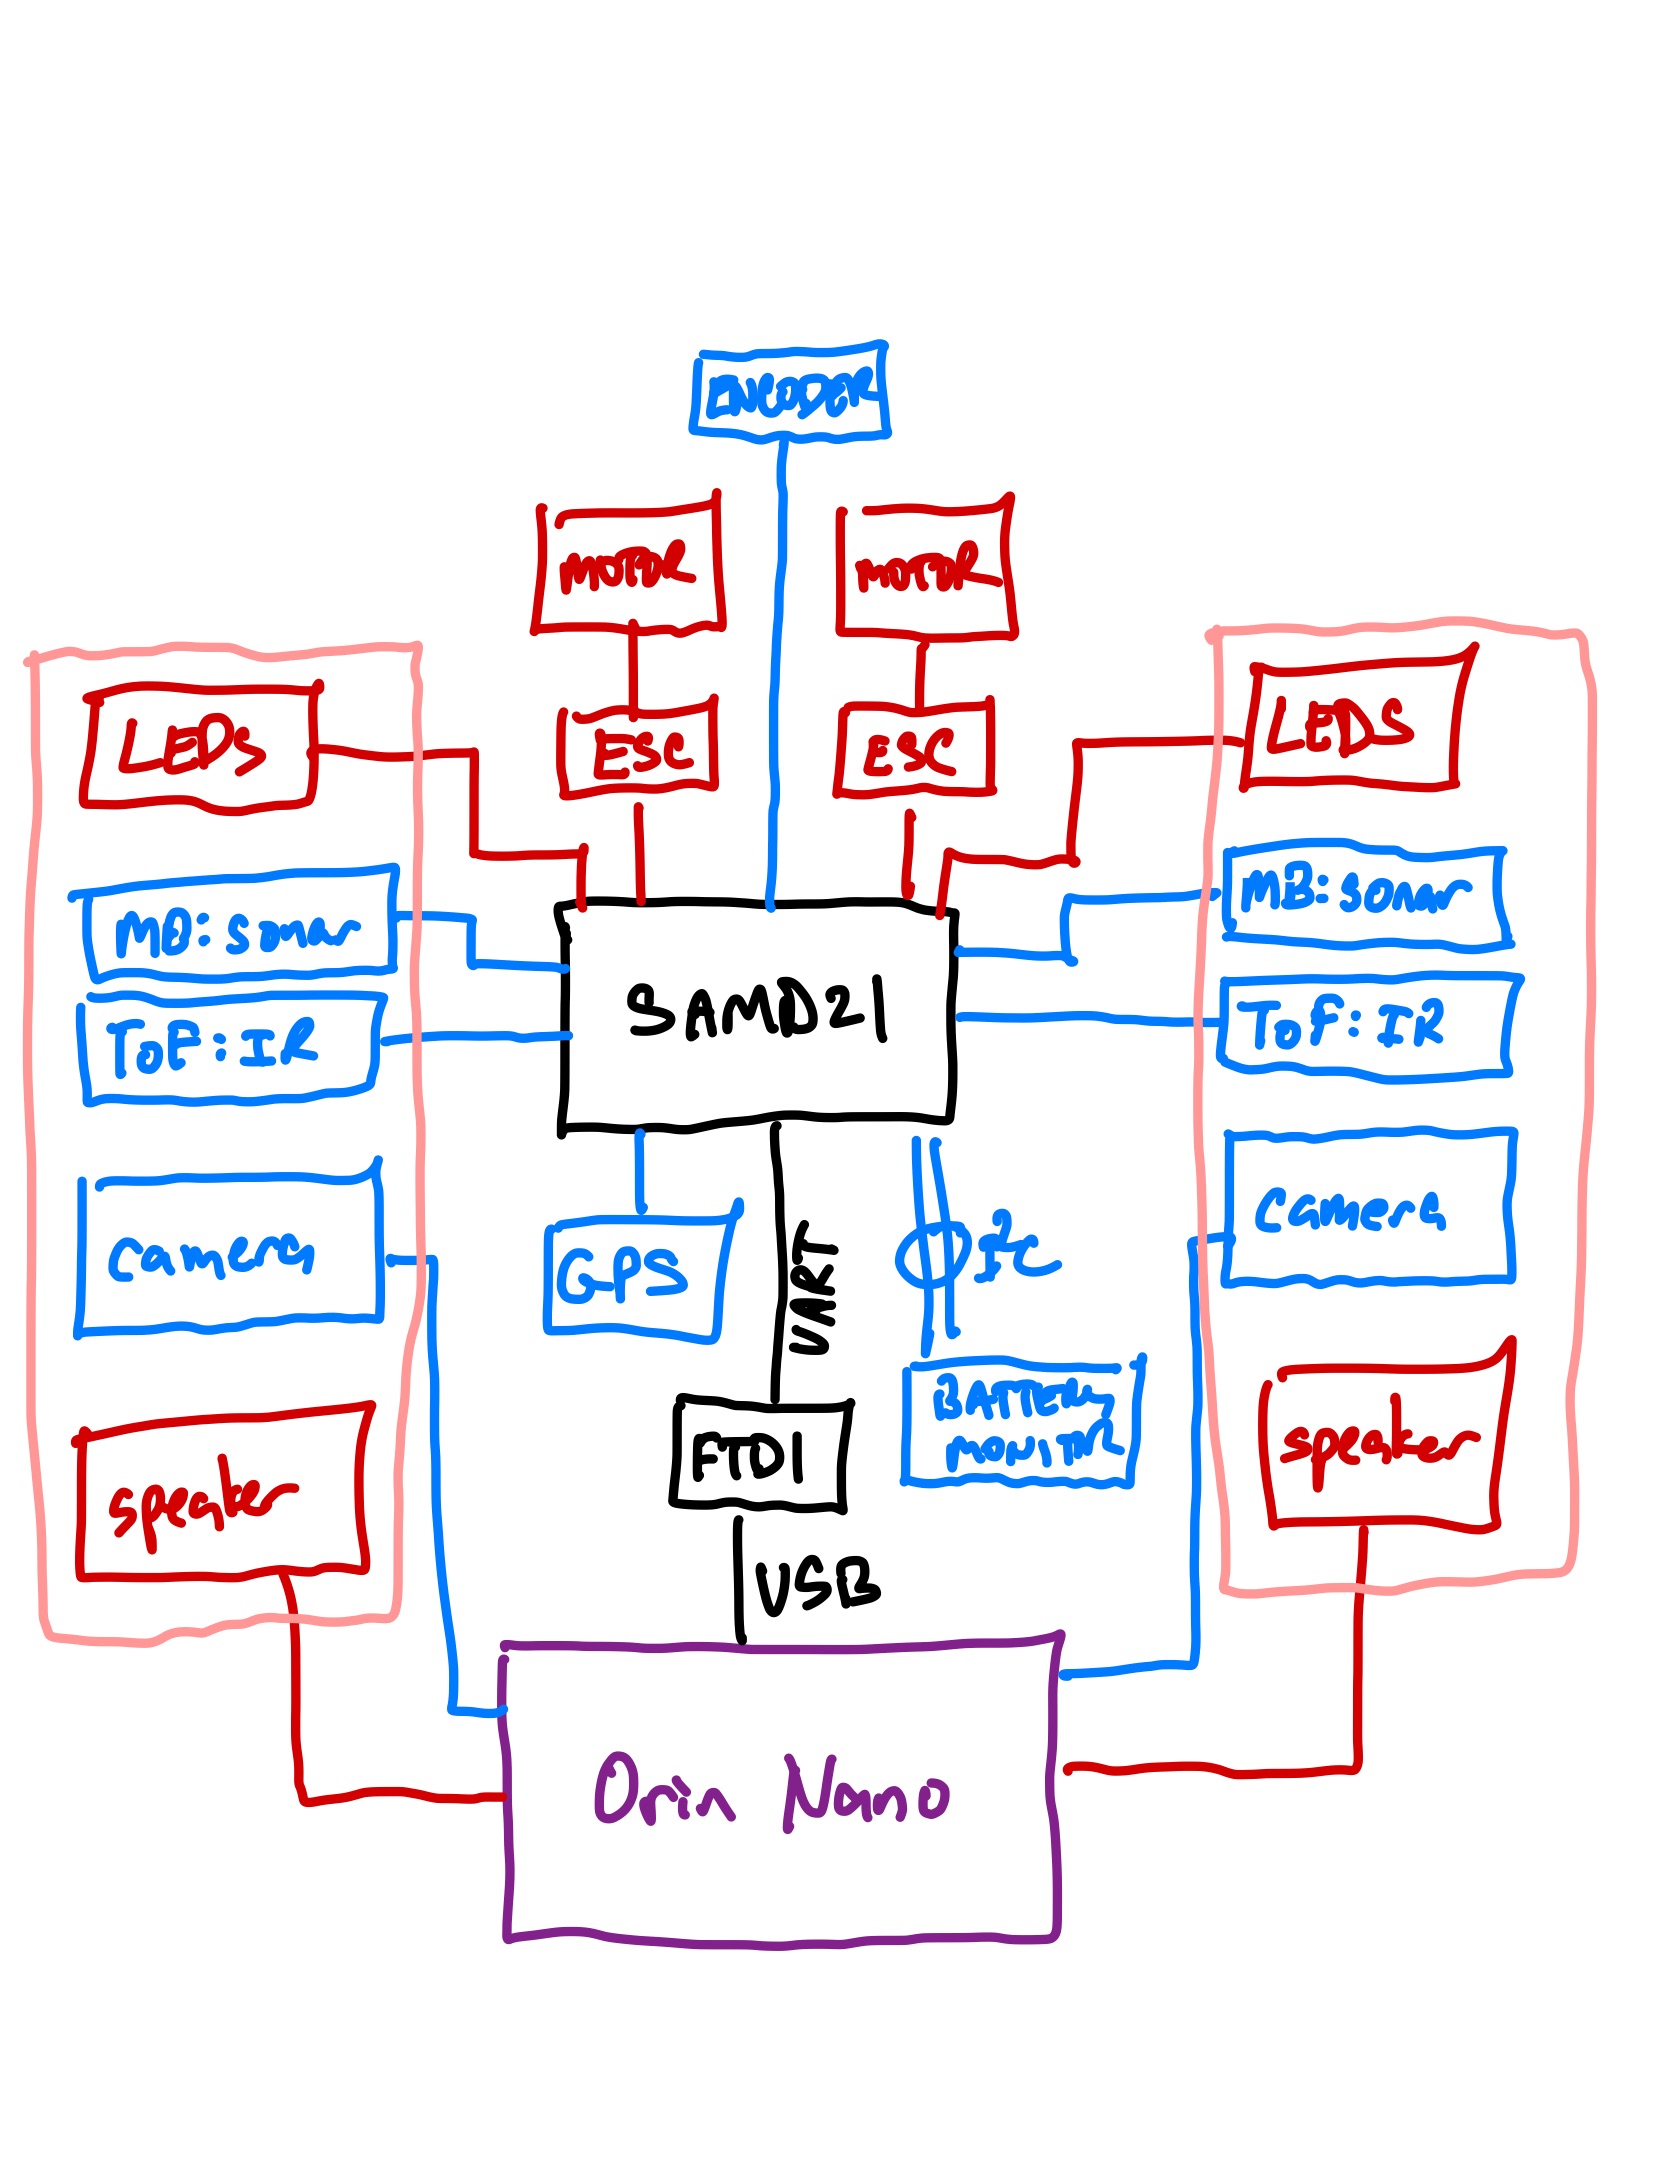 ENCODER
MOTOR
MOTOR
LEDs
ESC
ESC
LEDS
MB: Sonar
MB: Sonar
SAMD21
ToF: IR
ToF: IR
Camera
GPS
UART
I²C
Camera
Speaker
FTDI
BATTERY
MONITOR
Speaker
USB
Orin Nano